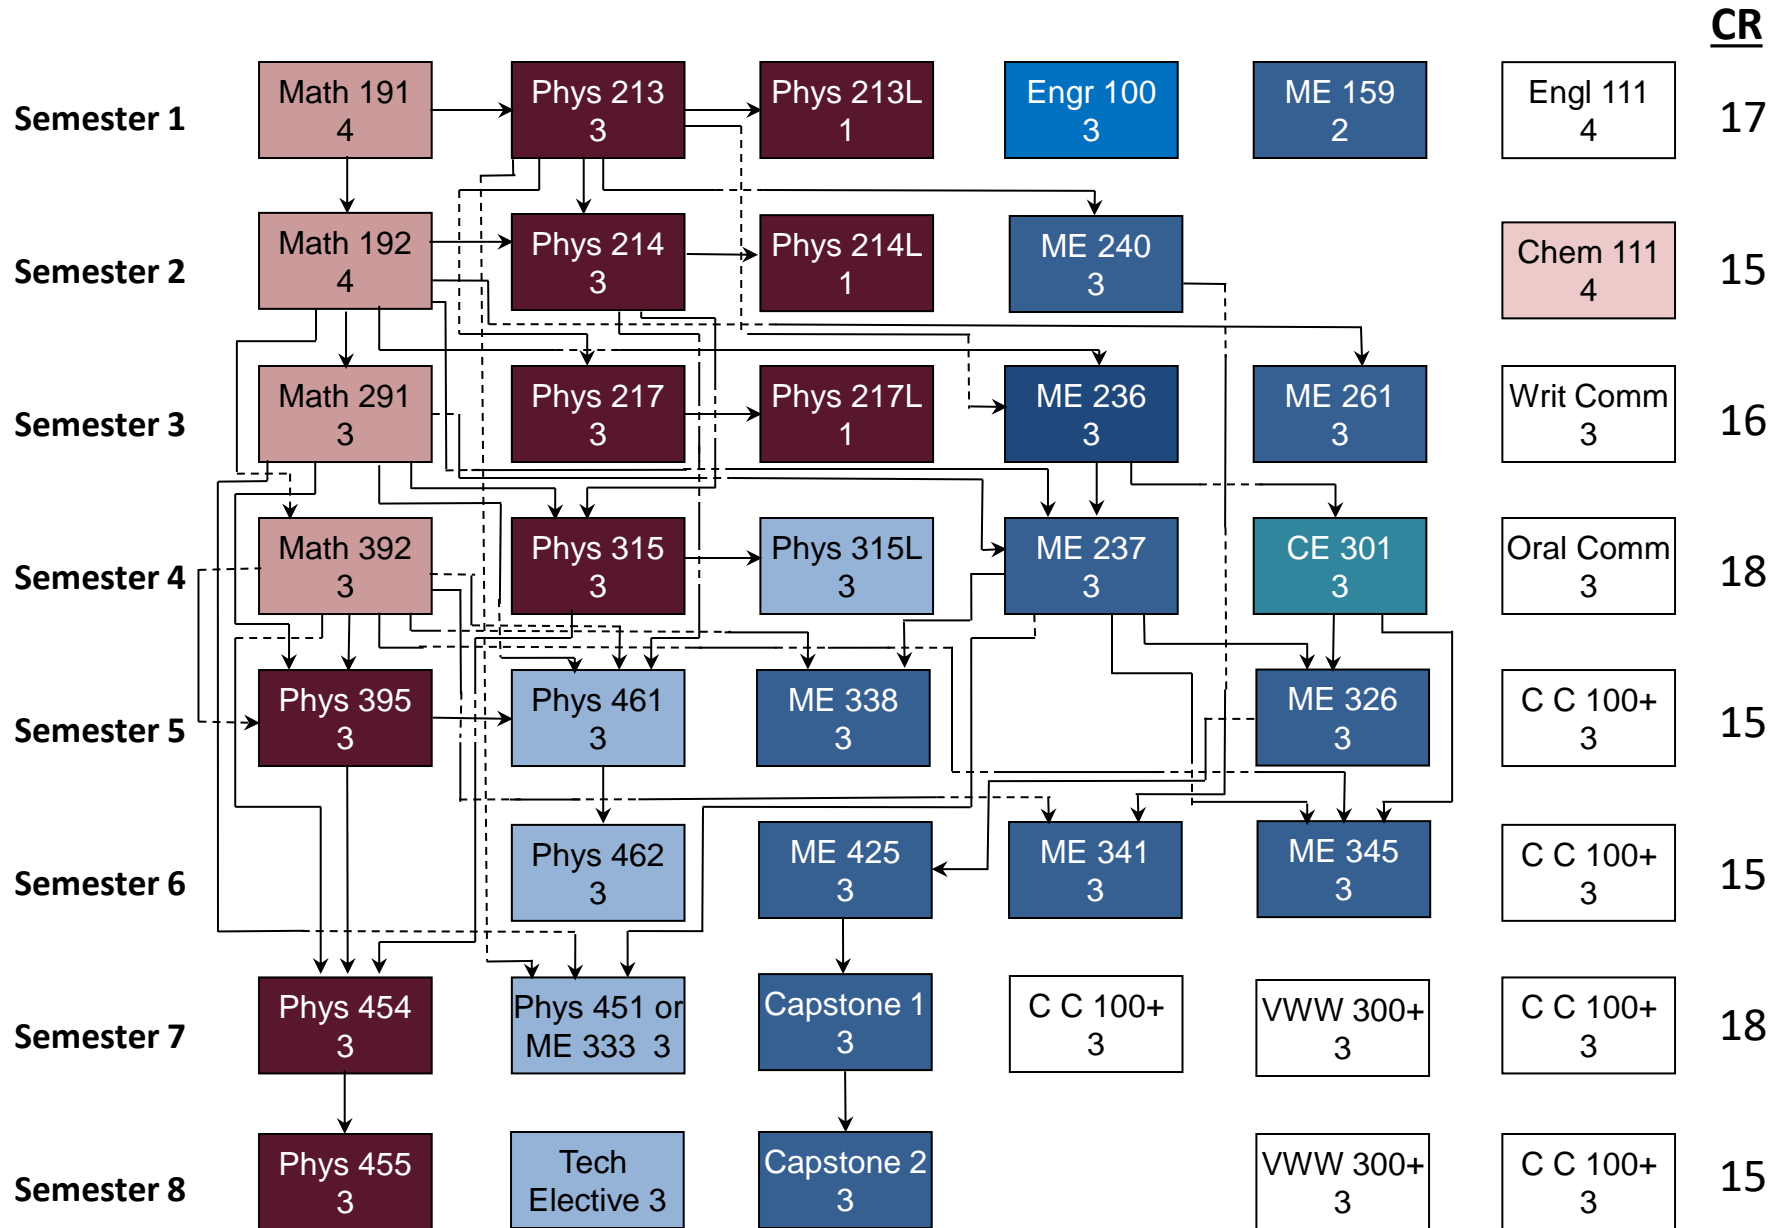 CR
Semester 1
Math 191
4
Phys 213
3
Phys 213L
1
Engr 100
3
ME 159
2
Engl 111
4
17
Semester 2
Math 192
4
Phys 214
3
Phys 214L
1
ME 240
3
Chem 111
4
15
Semester 3
Math 291
3
Phys 217
3
Phys 217L
1
ME 236
3
ME 261
3
Writ Comm
3
16
Semester 4
Math 392
3
Phys 315
3
Phys 315L
3
ME 237
3
CE 301
3
Oral Comm
3
18
Semester 5
Phys 395
3
Phys 461
3
ME 338
3
ME 326
3
C C 100+
3
15
Semester 6
Phys 462
3
ME 425
3
ME 341
3
ME 345
3
C C 100+
3
15
Semester 7
Phys 454
3
Phys 451 or
ME 333 3
Capstone 1
3
C C 100+
3
VWW 300+
3
C C 100+
3
18
Semester 8
Phys 455
3
Tech
Elective 3
Capstone 2
3
VWW 300+
3
C C 100+
3
15